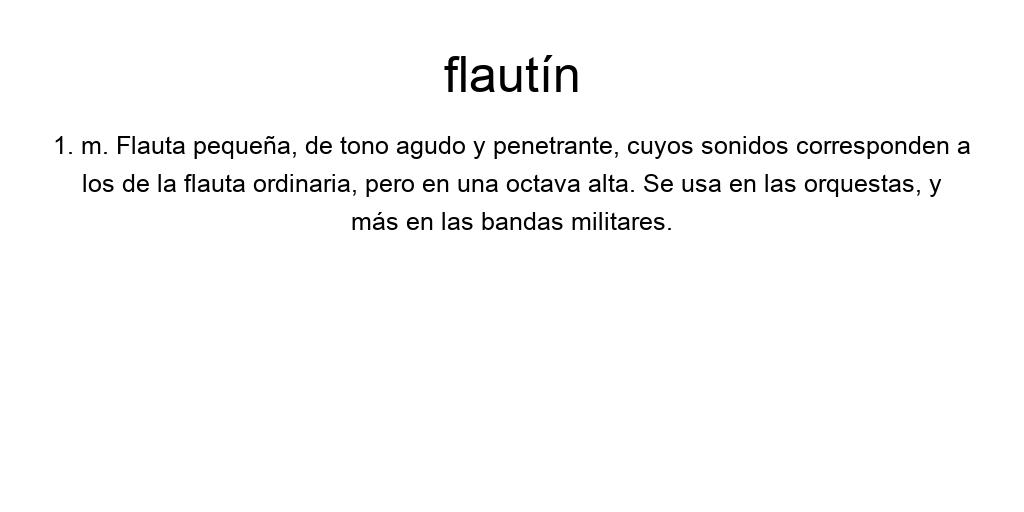 flautín
1. m. Flauta pequeña, de tono agudo y penetrante, cuyos sonidos corresponden a
los de la flauta ordinaria, pero en una octava alta. Se usa en las orquestas, y
más en las bandas militares.